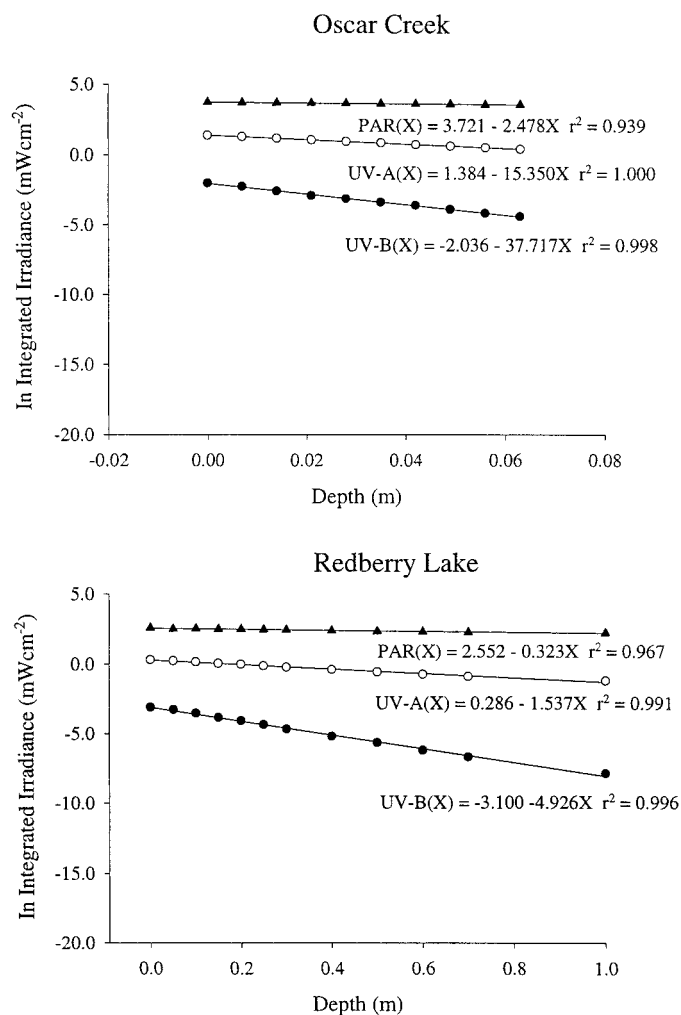 Oscar Creek
ln Integrated Irradiance (mWcm⁻²)
5.0
0.0
-5.0
-10.0
-15.0
-20.0
PAR(X) = 3.721 - 2.478X r² = 0.939
UV-A(X) = 1.384 - 15.350X r² = 1.000
UV-B(X) = -2.036 - 37.717X r² = 0.998
-0.02 0.00 0.02 0.04 0.06 0.08
Depth (m)
Redberry Lake
ln Integrated Irradiance (mWcm⁻²)
5.0
0.0
-5.0
-10.0
-15.0
-20.0
PAR(X) = 2.552 - 0.323X r² = 0.967
UV-A(X) = 0.286 - 1.537X r² = 0.991
UV-B(X) = -3.100 -4.926X r² = 0.996
0.0 0.2 0.4 0.6 0.8 1.0
Depth (m)